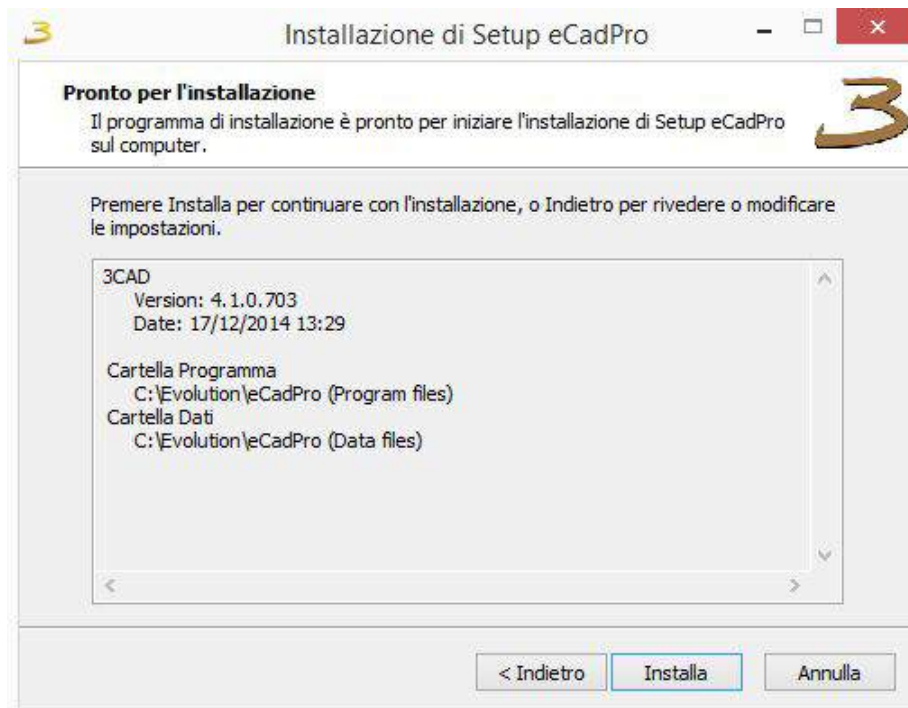 3 Installazione di Setup eCadPro
Pronto per l'installazione
Il programma di installazione è pronto per iniziare l'installazione di Setup eCadPro
sul computer.
3
Premere Installa per continuare con l'installazione, o Indietro per rivedere o modificare
le impostazioni.
3CAD
Version: 4.1.0.703
Date: 17/12/2014 13:29
Cartella Programma
C:\Evolution\eCadPro (Program files)
Cartella Dati
C:\Evolution\eCadPro (Data files)
< Indietro Installa Annulla